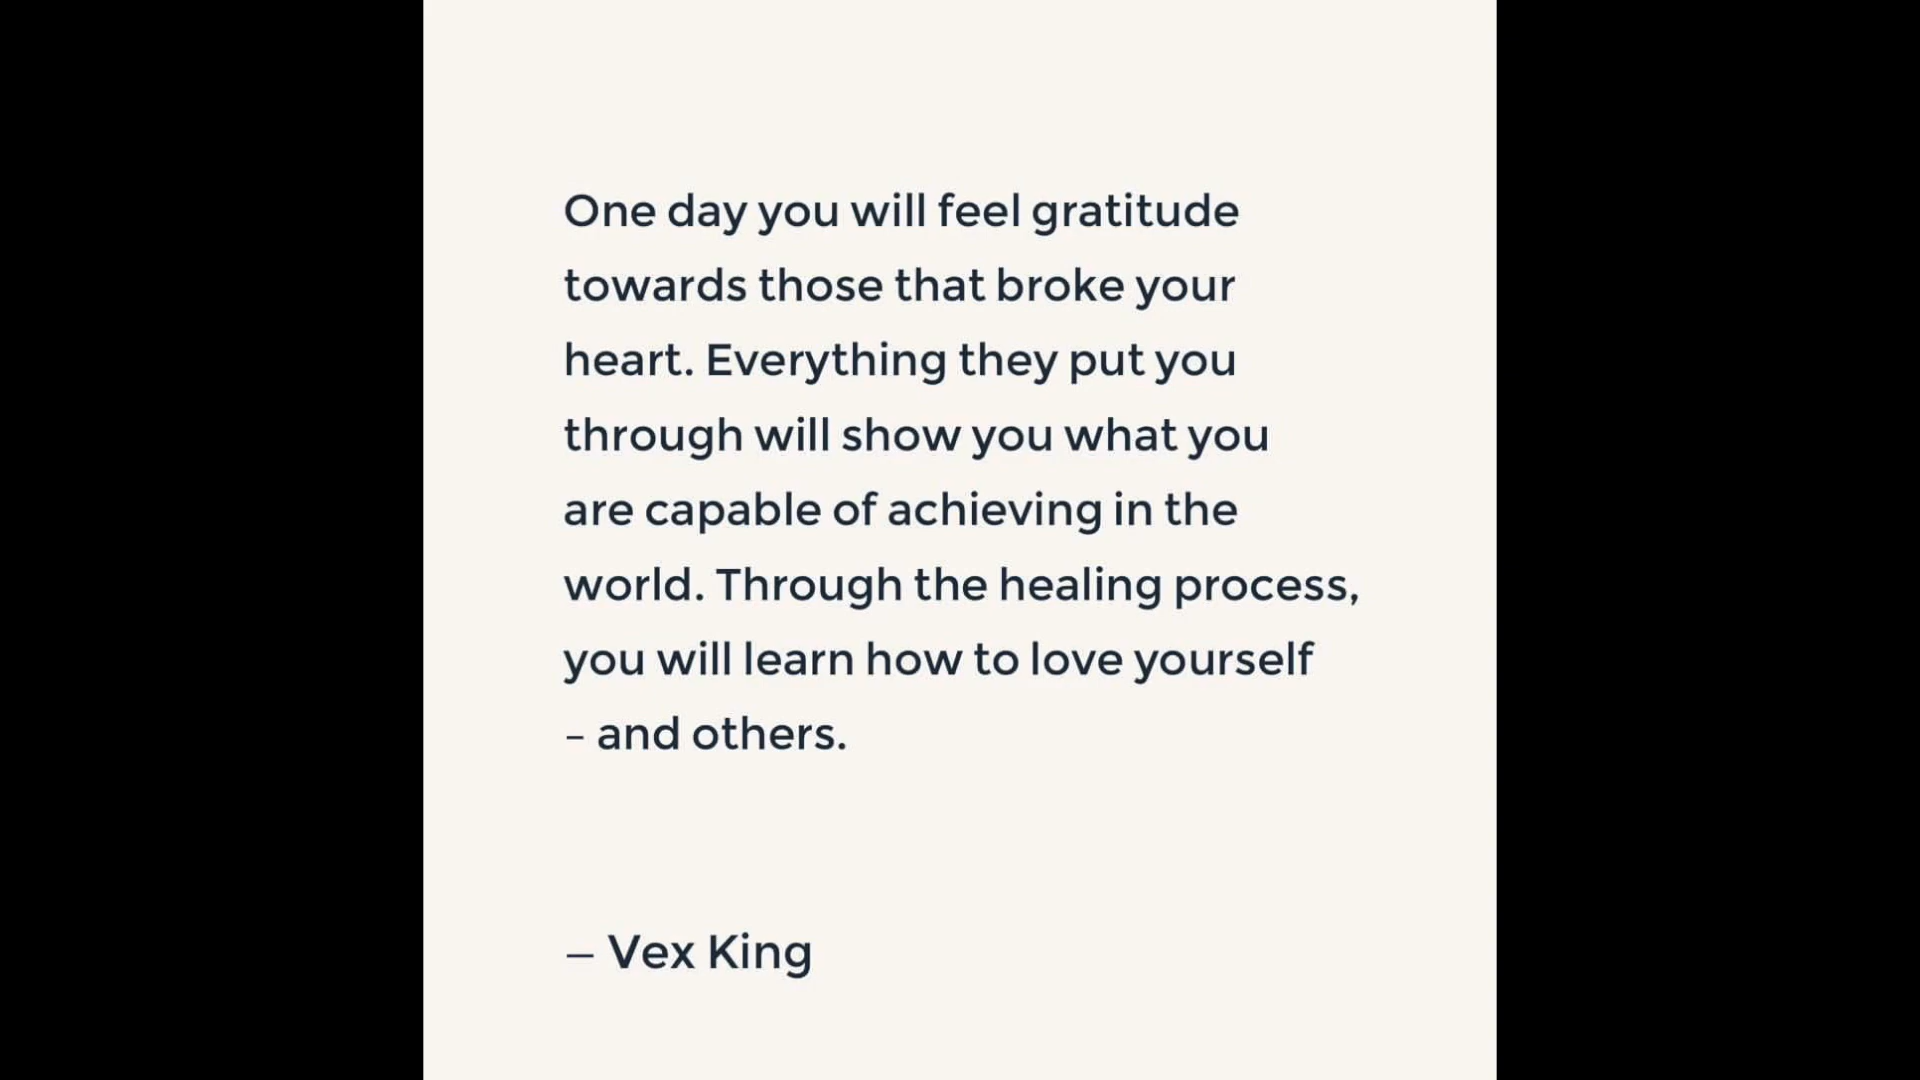 One day you will feel gratitude
towards those that broke your
heart. Everything they put you
through will show you what you
are capable of achieving in the
world. Through the healing process,
you will learn how to love yourself
– and others.
— Vex King